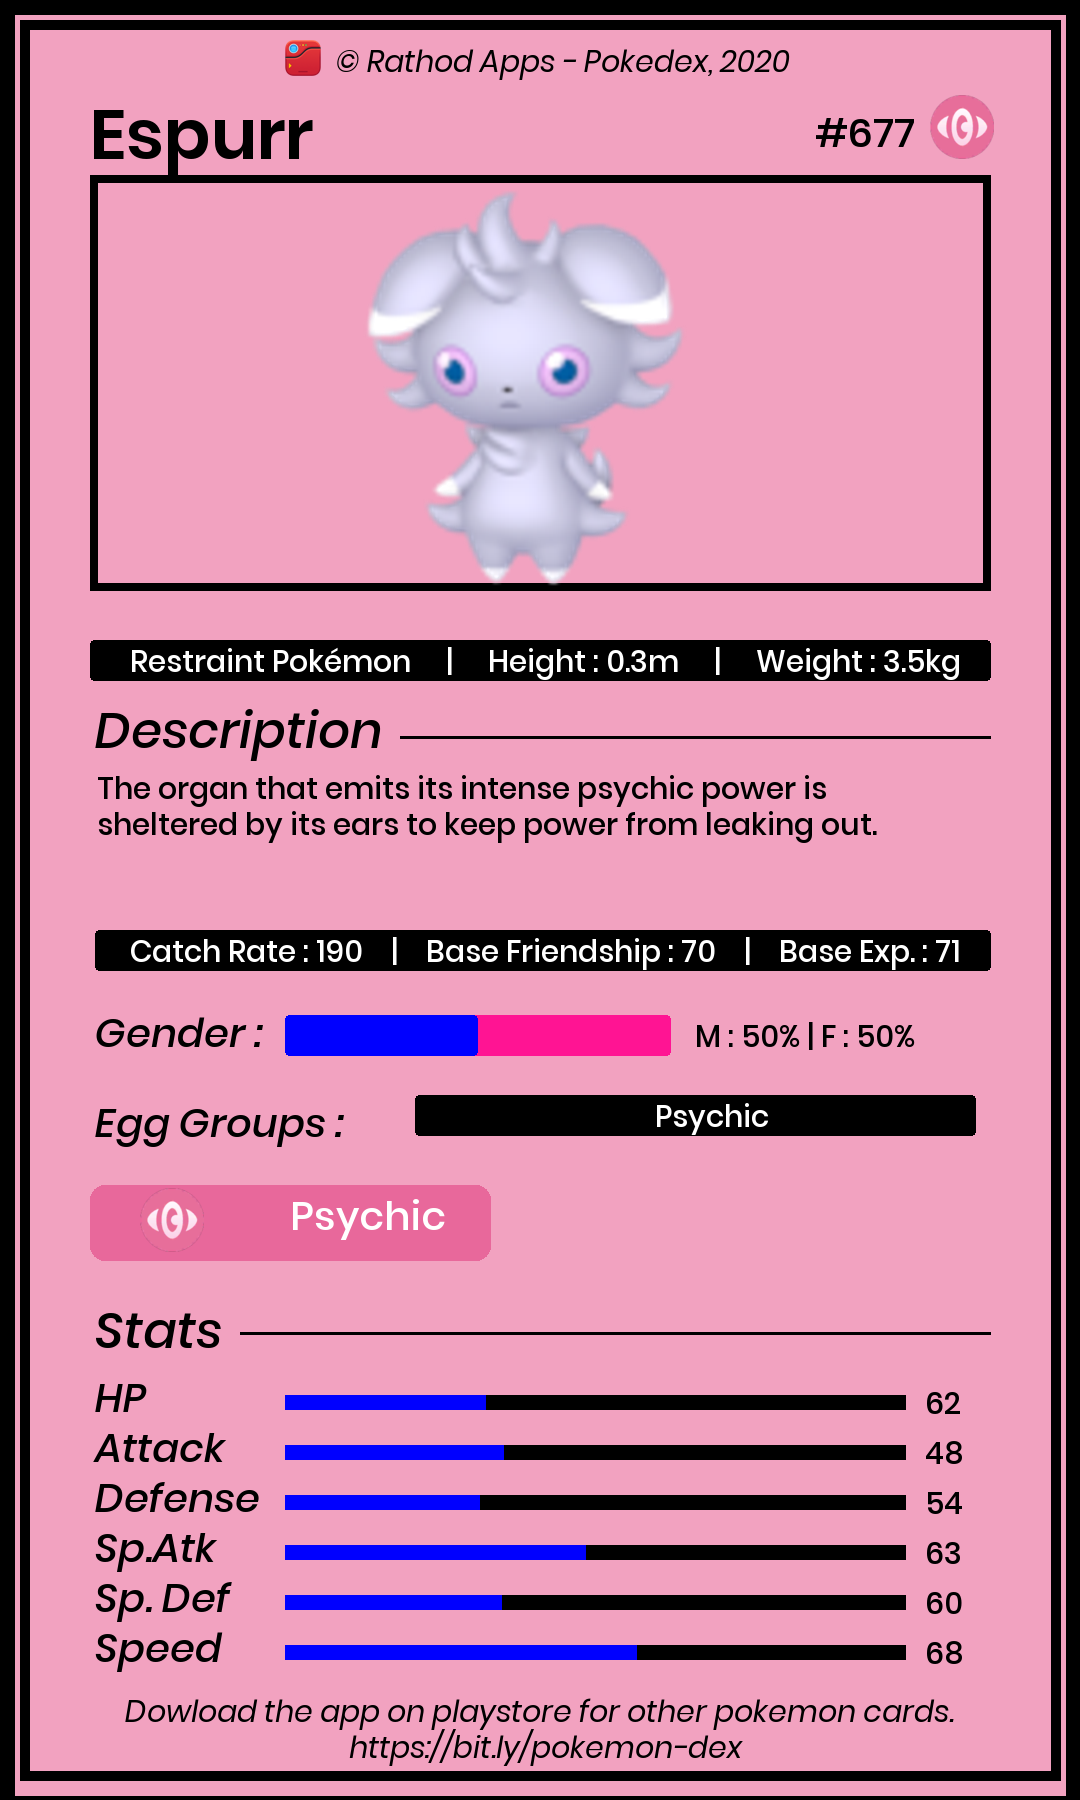 © Rathod Apps - Pokedex, 2020
Espurr #677
Restraint Pokémon | Height : 0.3m | Weight : 3.5kg
Description
The organ that emits its intense psychic power is
sheltered by its ears to keep power from leaking out.
Catch Rate : 190 | Base Friendship : 70 | Base Exp. : 71
Gender : M : 50% | F : 50%
Egg Groups : Psychic
Psychic
Stats
HP 62
Attack 48
Defense 54
Sp.Atk 63
Sp. Def 60
Speed 68
Dowload the app on playstore for other pokemon cards.
https://bit.ly/pokemon-dex